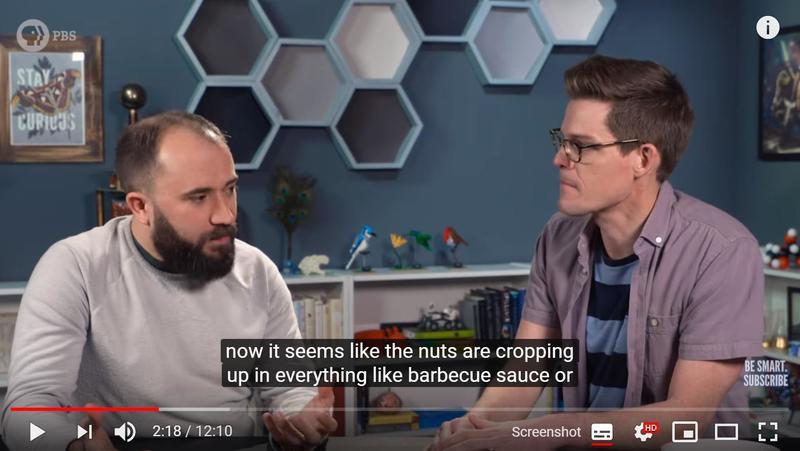 PBS
i
STAY
CURIOUS
now it seems like the nuts are cropping
up in everything like barbecue sauce or
BE SMART.
SUBSCRIBE
2:18 / 12:10
Screenshot
HD